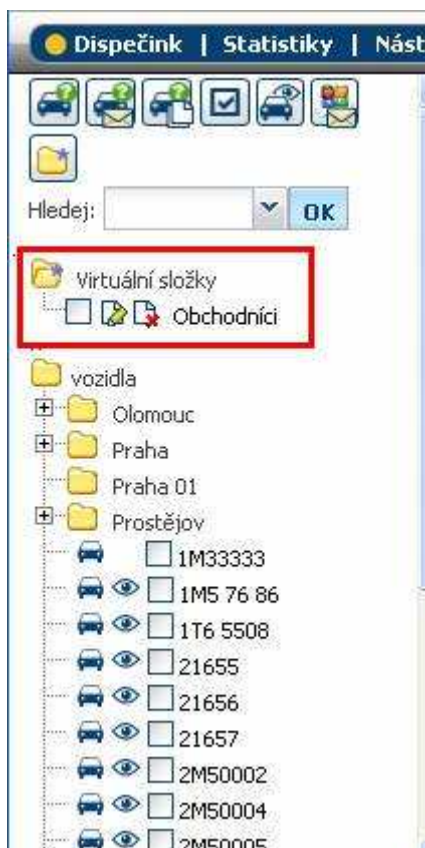 Dispečink | Statistiky | Nást
Hledej: OK
Virtuální složky
Obchodníci
vozidla
Olomouc
Praha
Praha 01
Prostějov
1M33333
1M5 76 86
1T6 5508
21655
21656
21657
2M50002
2M50004
2M50005